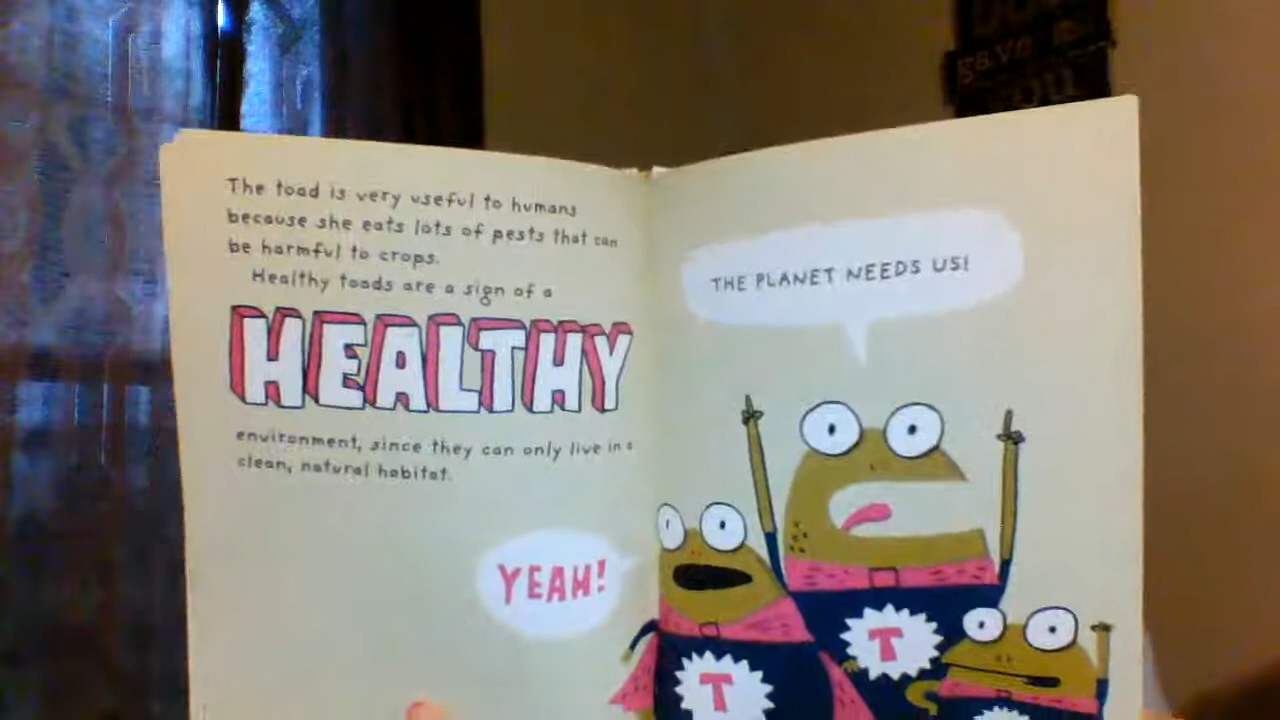 The toad is very useful to humans
because she eats lots of pests that can
be harmful to crops.
Healthy toads are a sign of a
HEALTHY
environment, since they can only live in a
clean, natural habitat.
YEAH!
THE PLANET NEEDS US!
T
T
save
you